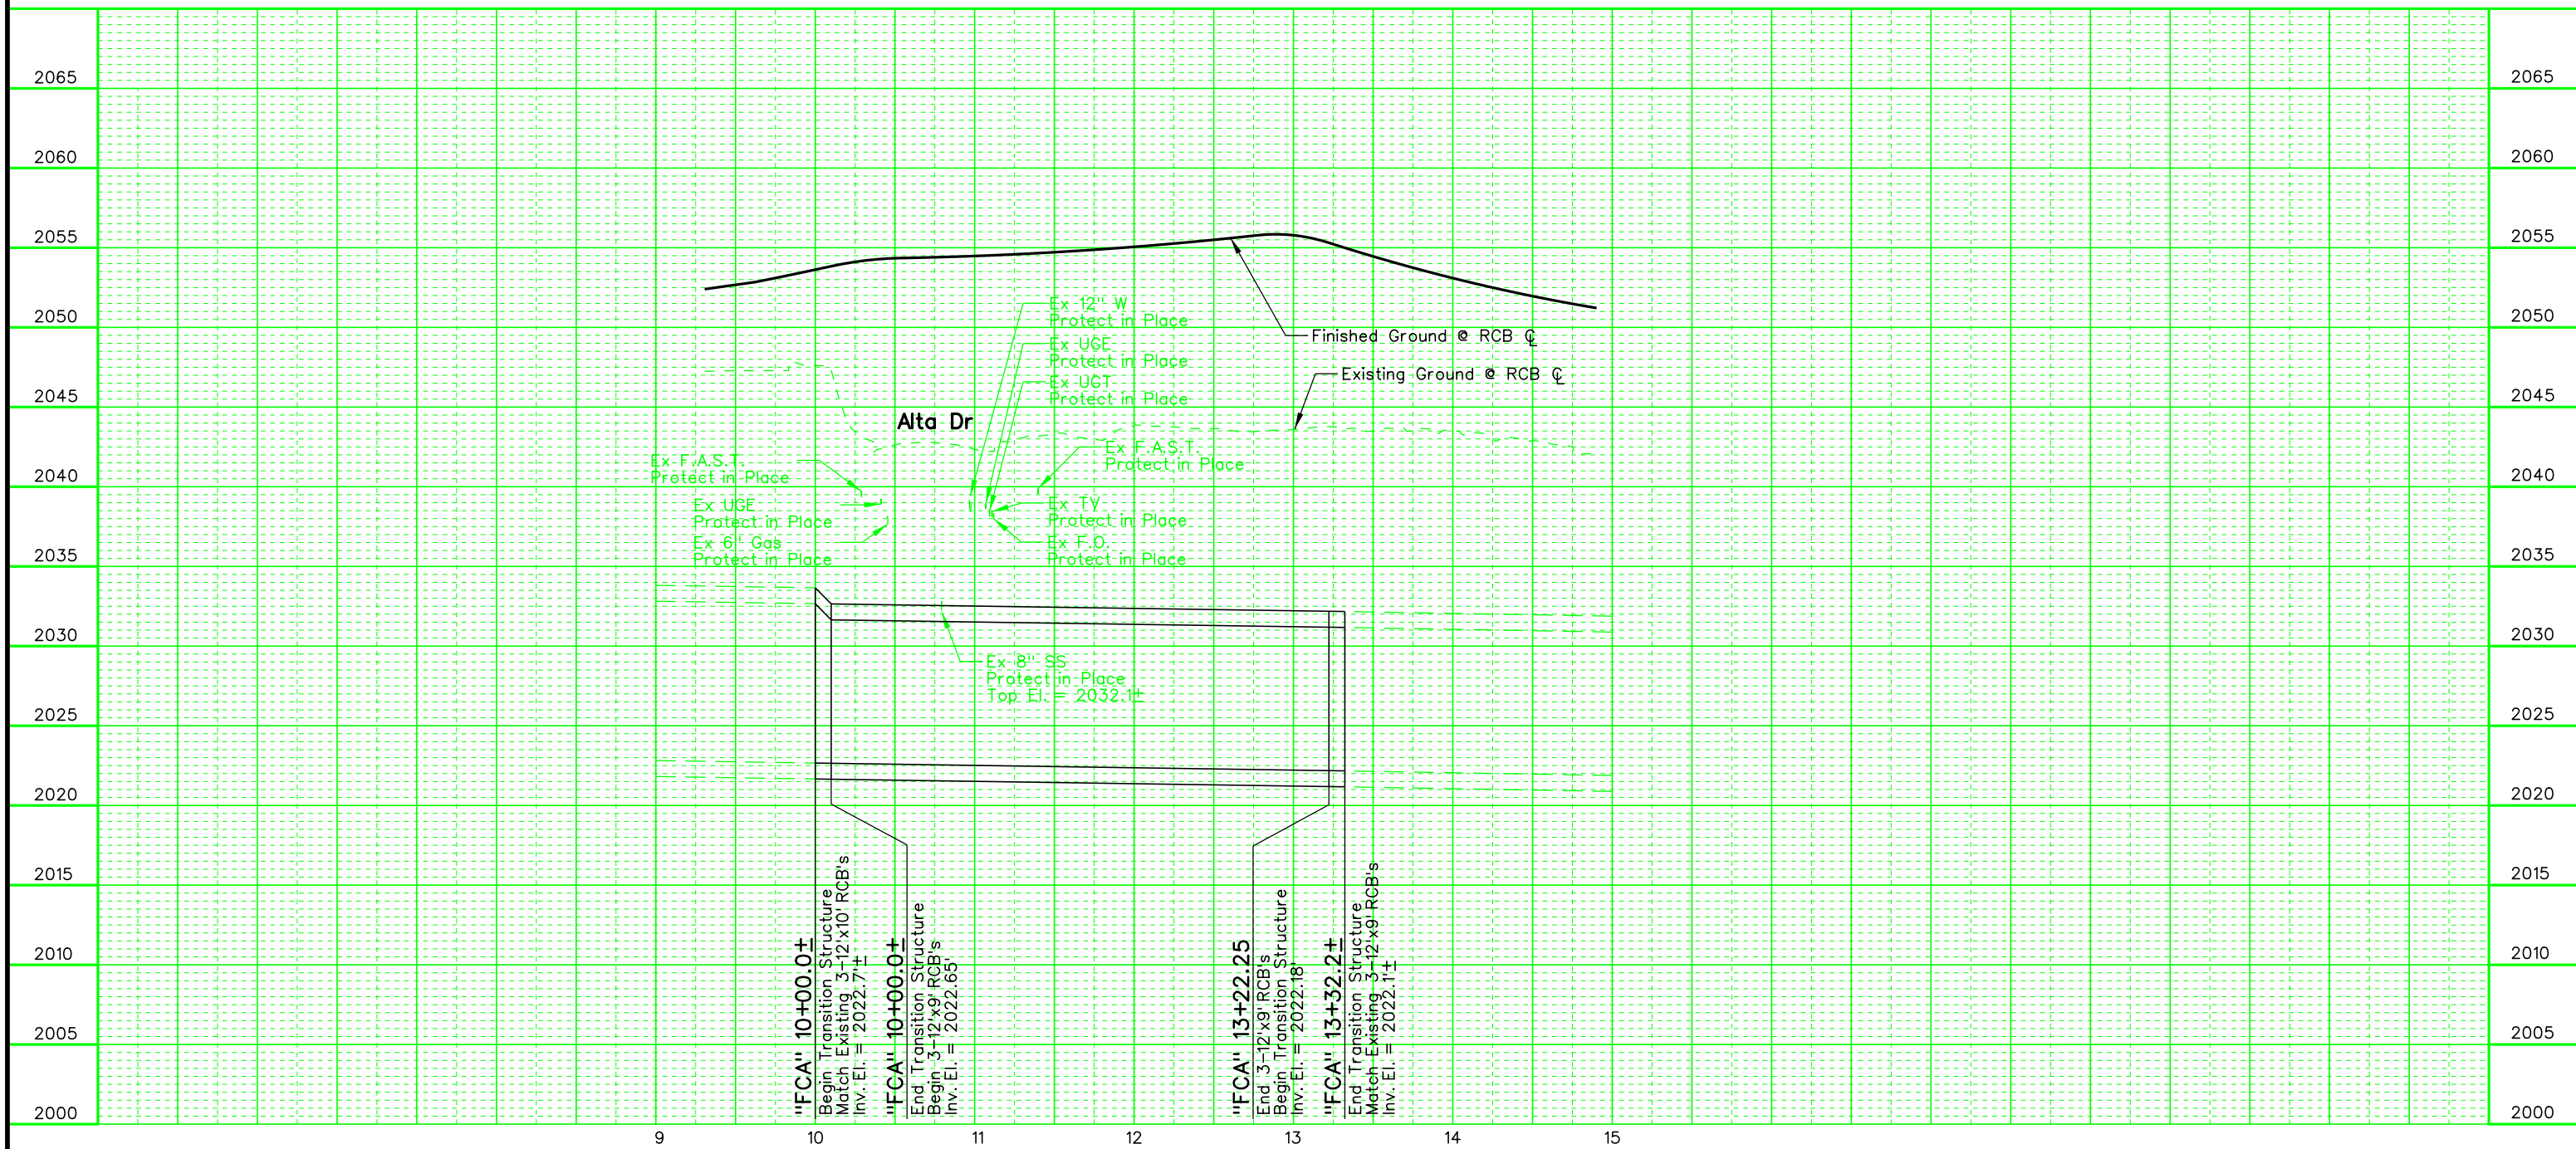 2065
2065
2060
2060
2055
2055
2050
2050
2045
2045
2040
2040
2035
2035
2030
2030
2025
2025
2020
2020
2015
2015
2010
2010
2005
2005
2000
2000
Ex 12" W
Protect in Place
Ex UGE
Protect in Place
Ex UGT
Protect in Place
Finished Ground @ RCB ℄
Existing Ground @ RCB ℄
Alta Dr
Ex F.A.S.T.
Protect in Place
Ex F.A.S.T.
Protect in Place
Ex UGE
Protect in Place
Ex TV
Protect in Place
Ex 6" Gas
Protect in Place
Ex F.O.
Protect in Place
Ex 8" SS
Protect in Place
Top El. = 2032.1±
"FCA" 10+00.0±
Begin Transition Structure
Match Existing 3-12'x10' RCB's
Inv. El. = 2022.7'±
"FCA" 10+00.0±
End Transition Structure
Begin 3-12'x9' RCB's
Inv. El. = 2022.65'
"FCA" 13+22.25
End 3-12'x9' RCB's
Begin Transition Structure
Inv. El. = 2022.18'
"FCA" 13+32.2±
End Transition Structure
Match Existing 3-12'x9' RCB's
Inv. El. = 2022.1'±
9 10 11 12 13 14 15